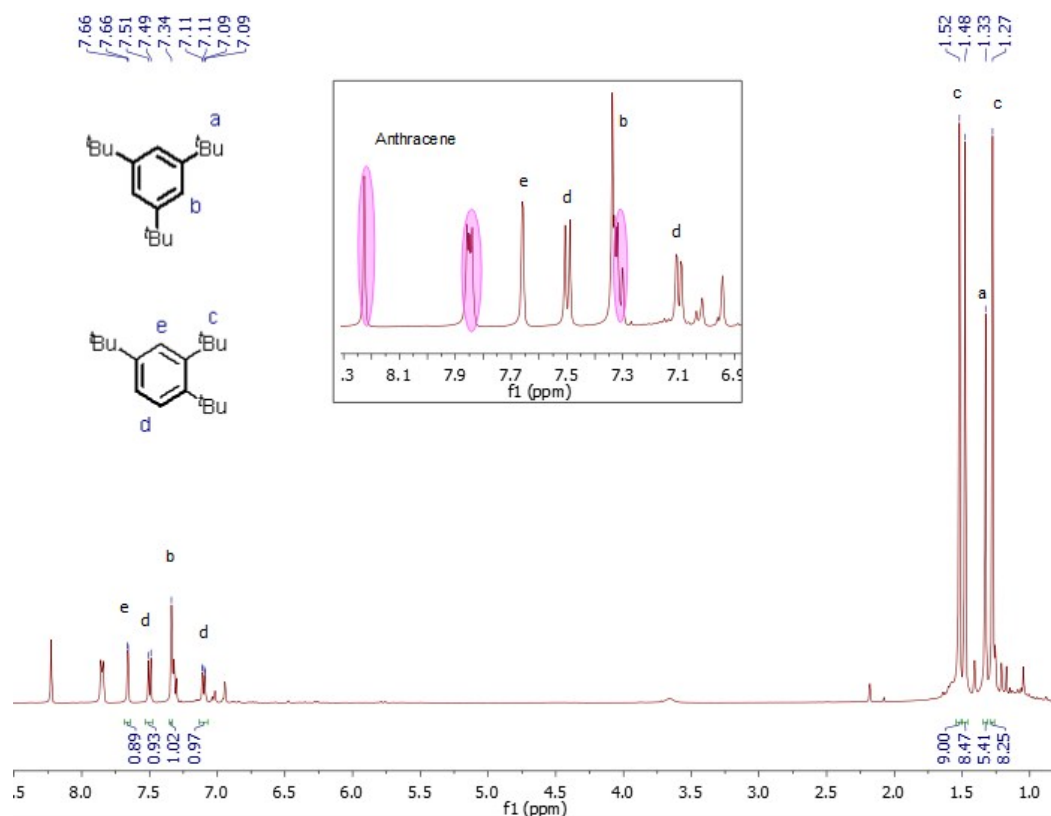 7.66
7.66
7.51
7.49
7.34
7.11
7.11
7.09
7.09
1.52
1.48
1.33
1.27
a
tBu
tBu
b
tBu
e
c
tBu
tBu
tBu
d
Anthracene
e
d
b
d
.3 8.1 7.9 7.7 7.5 7.3 7.1 6.9
f1 (ppm)
c
c
a
b
e
d
d
0.89
0.93
1.02
0.97
9.00
8.47
5.41
8.25
.5 8.0 7.5 7.0 6.5 6.0 5.5 5.0 4.5 4.0 3.5 3.0 2.5 2.0 1.5 1.0
f1 (ppm)